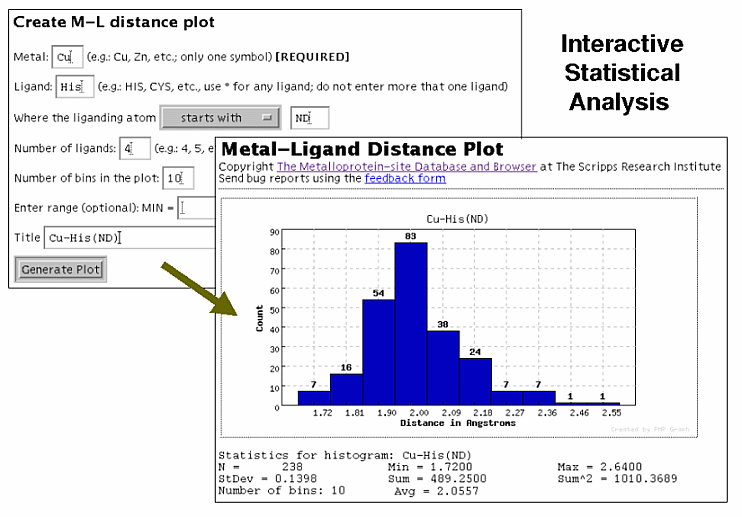 Create M-L distance plot
Metal: Cu (e.g.: Cu, Zn, etc.; only one symbol) [REQUIRED]
Ligand: His (e.g.: HIS, CYS, etc., use * for any ligand; do not enter more that one ligand)
Where the liganding atom starts with ND
Number of ligands: 4 (e.g.: 4, 5, e
Number of bins in the plot: 10
Enter range (optional): MIN =
Title Cu-His(ND)
Generate Plot
Interactive
Statistical
Analysis
Metal-Ligand Distance Plot
Copyright The Metalloprotein-site Database and Browser at The Scripps Research Institute
Send bug reports using the feedback form
Cu-His(ND)
Count
90
80
70
60
50
40
30
20
10
0
7 16 54 83 38 24 7 7 1 1
1.72 1.81 1.90 2.00 2.09 2.18 2.27 2.36 2.46 2.55
Distance in Angstroms
Created by PHP Graph
Statistics for histogram: Cu-His(ND)
N = 238 Min = 1.7200 Max = 2.6400
StDev = 0.1398 Sum = 489.2500 Sum^2 = 1010.3689
Number of bins: 10 Avg = 2.0557